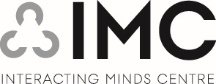 IMC
INTERACTING MINDS CENTRE